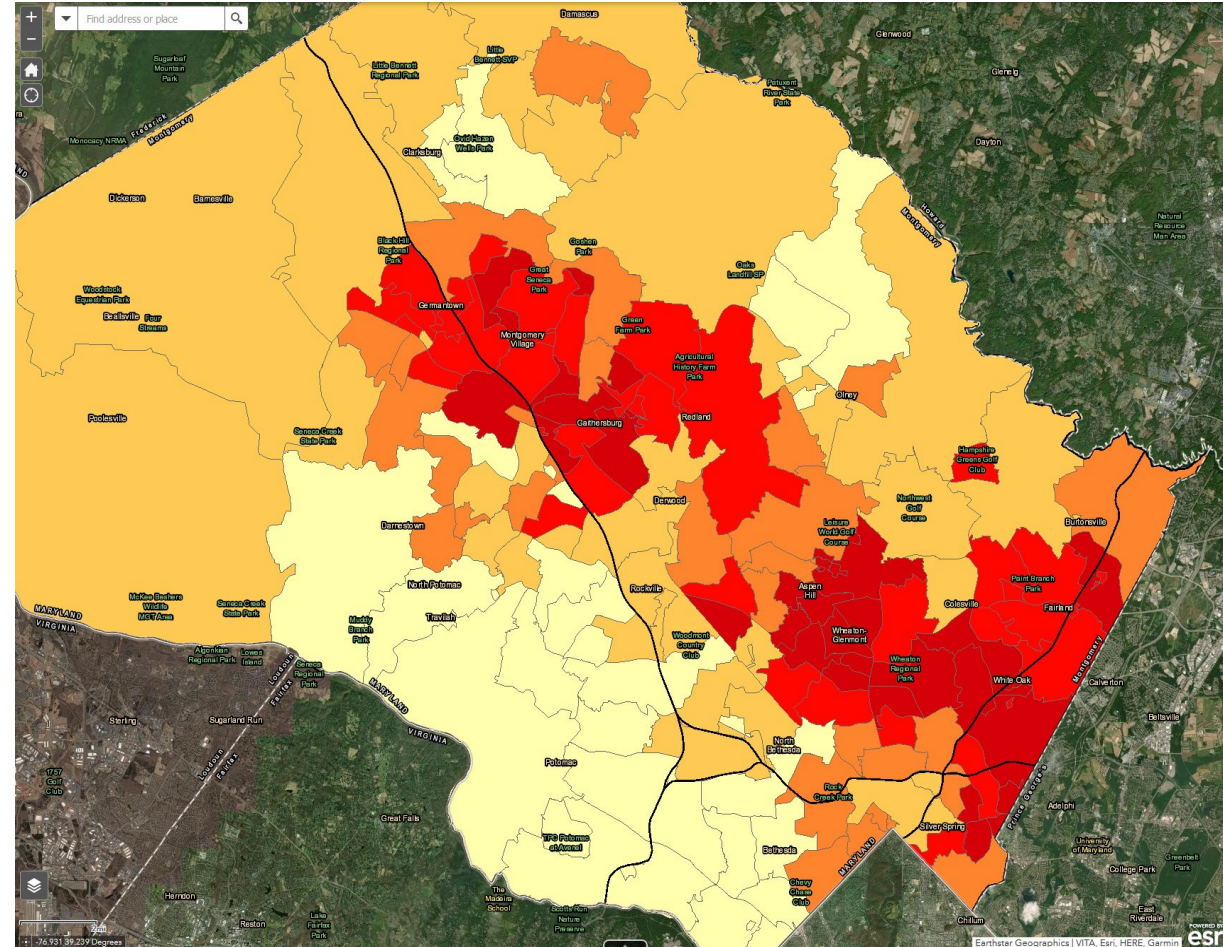 +
Find address or place
−
Damascus
Glenwood
Sugarloaf
Mountain
Park
Little
Bennett SVP
Little Bennett
Regional Park
Glenelg
Patuxent
River State
Park
Frederick
Montgomery
Monocacy NRMA
Ovid Hazen
Wells Park
Clarksburg
Dayton
Dickerson
Barnesville
Howard
Montgomery
Natural
Resource
Man Area
Black Hill
Regional
Park
Goshen
Park
Great
Seneca
Park
Oaks
Landfill SP
Woodstock
Equestrian Park
Germantown
Beallsville
Four
Streams
Green
Farm Park
Montgomery
Village
Agricultural
History Farm
Park
Olney
Poolesville
Gaithersburg
Redland
Seneca Creek
State Park
Hampshire
Greens Golf
Club
Derwood
Northwest
Golf
Course
Darnestown
Leisure
World Golf
Course
Burtonsville
North Potomac
Rockville
Aspen
Hill
Paint Branch
Park
McKee Beshers
Wildlife
MGT Area
Seneca Creek
State Park
Colesville
Fairland
MARYLAND
VIRGINIA
Travilah
Muddy
Branch
Park
Woodmont
Country
Club
Wheaton-
Glenmont
Algonkian
Regional Park
Lowes
Island
Loudoun
Fairfax
Seneca
Regional
Park
Wheaton
Regional
Park
White Oak
Montgomery
Calverton
MARYLAND
VIRGINIA
Sterling
Sugarland Run
Beltsville
North
Bethesda
Loudoun
Fairfax
Potomac
1757
Golf
Club
Rock
Creek Park
Prince George's
Adelphi
Great Falls
TPC Potomac
at Avenel
Silver Spring
Bethesda
MARYLAND
University
of Maryland
Greenbelt
Park
College Park
Chevy
Chase
Club
The
Madeira
School
Herndon
Reston
Lake
Fairfax
Park
Scotts Run
Nature
Preserve
Chillum
East
Riverdale
2mi
-76.931 39.239 Degrees
Earthstar Geographics | VITA, Esri, HERE, Garmin
POWERED BY
esri